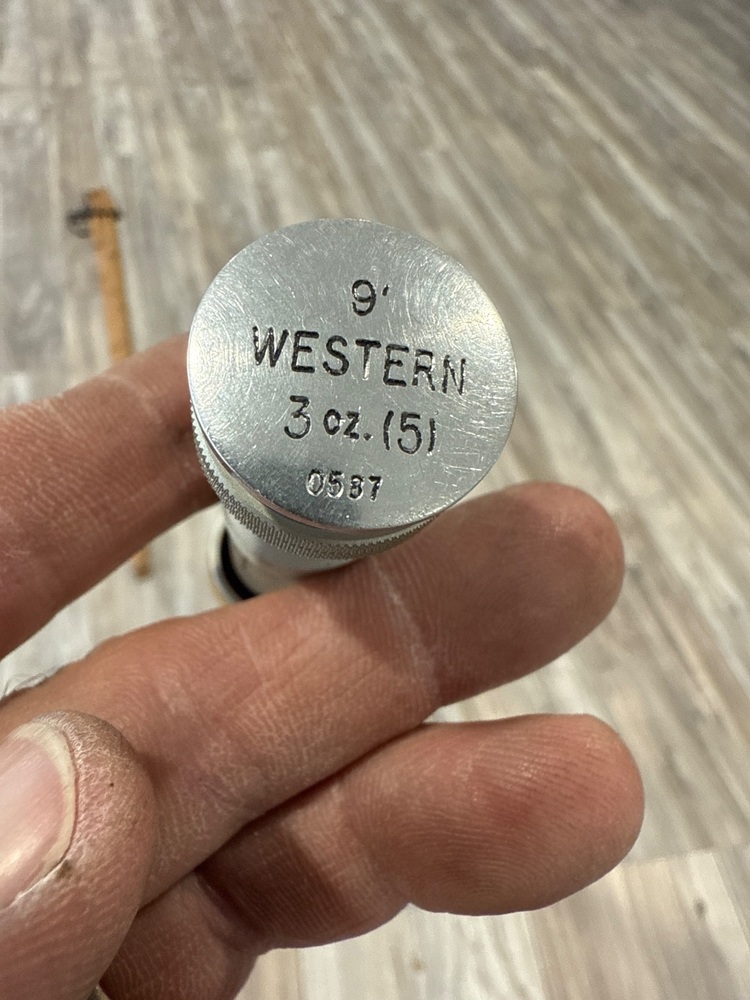 9'
WESTERN
3 oz. (5)
0587